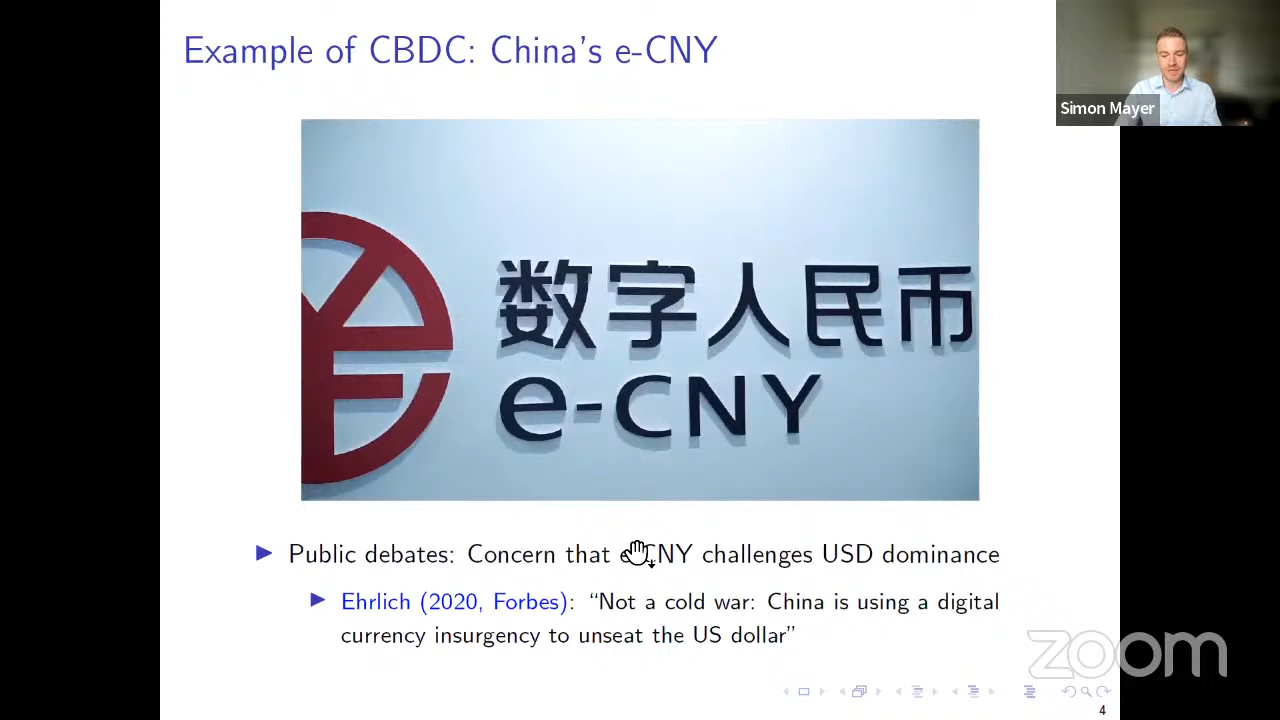 Example of CBDC: China's e-CNY
Simon Mayer
数字人民币
e-CNY
Public debates: Concern that e-CNY challenges USD dominance
Ehrlich (2020, Forbes): “Not a cold war: China is using a digital
currency insurgency to unseat the US dollar”
zoom
4